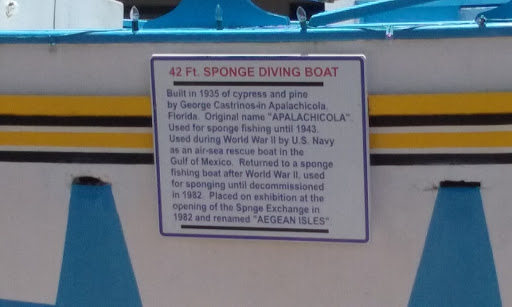 42 Ft. SPONGE DIVING BOAT
Built in 1935 of cypress and pine
by George Castrinos-in Apalachicola,
Florida. Original name "APALACHICOLA".
Used for sponge fishing until 1943.
Used during World War II by U.S. Navy
as an air-sea rescue boat in the
Gulf of Mexico. Returned to a sponge
fishing boat after World War II, used
for sponging until decommissioned
in 1982. Placed on exhibition at the
opening of the Spnge Exchange in
1982 and renamed "AEGEAN ISLES"